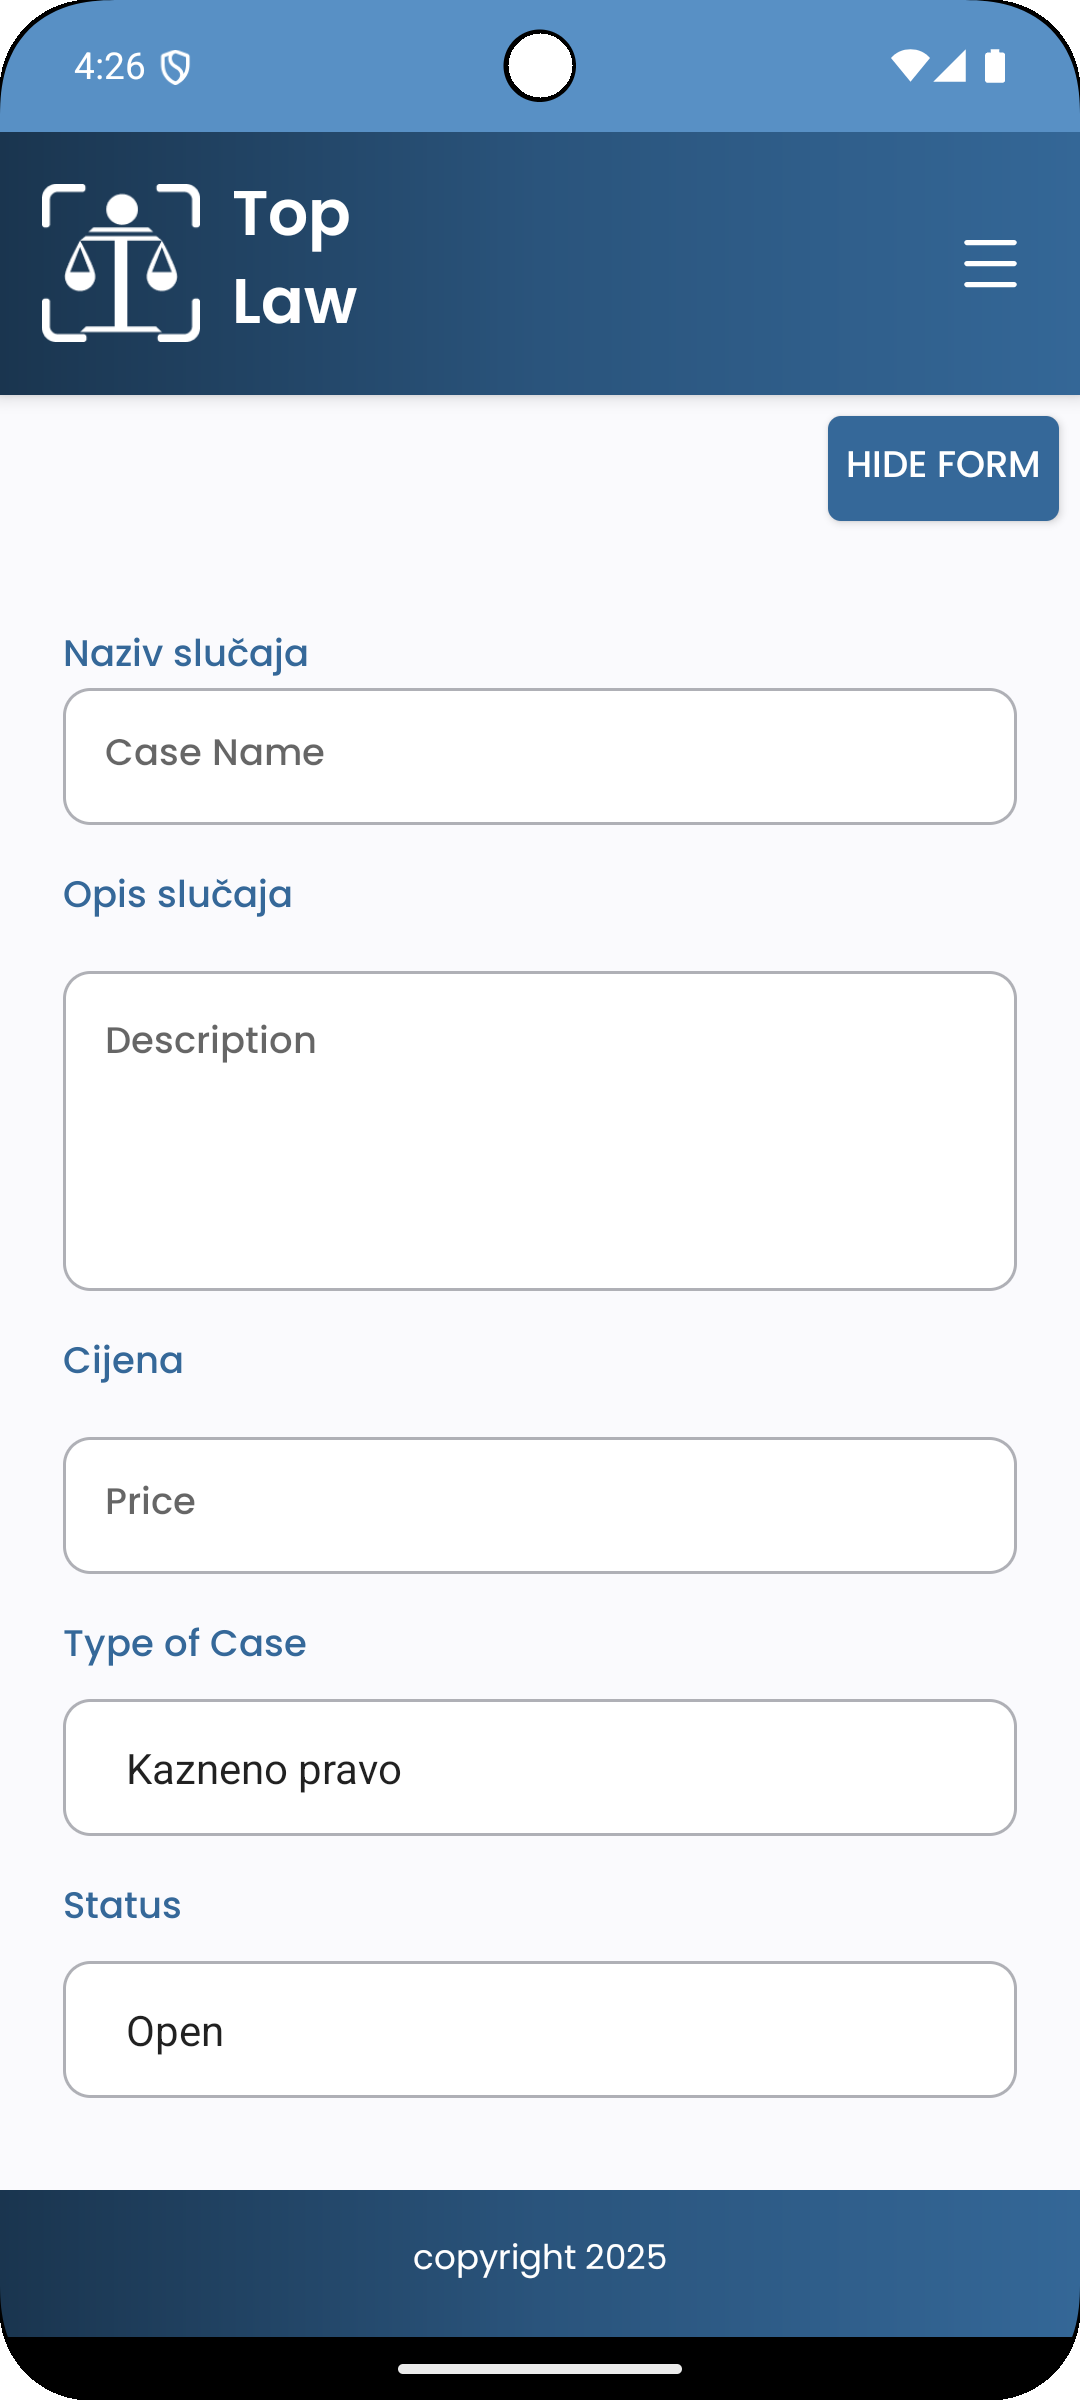 4:26
Top
Law
HIDE FORM
Naziv slučaja
Case Name
Opis slučaja
Description
Cijena
Price
Type of Case
Kazneno pravo
Status
Open
copyright 2025